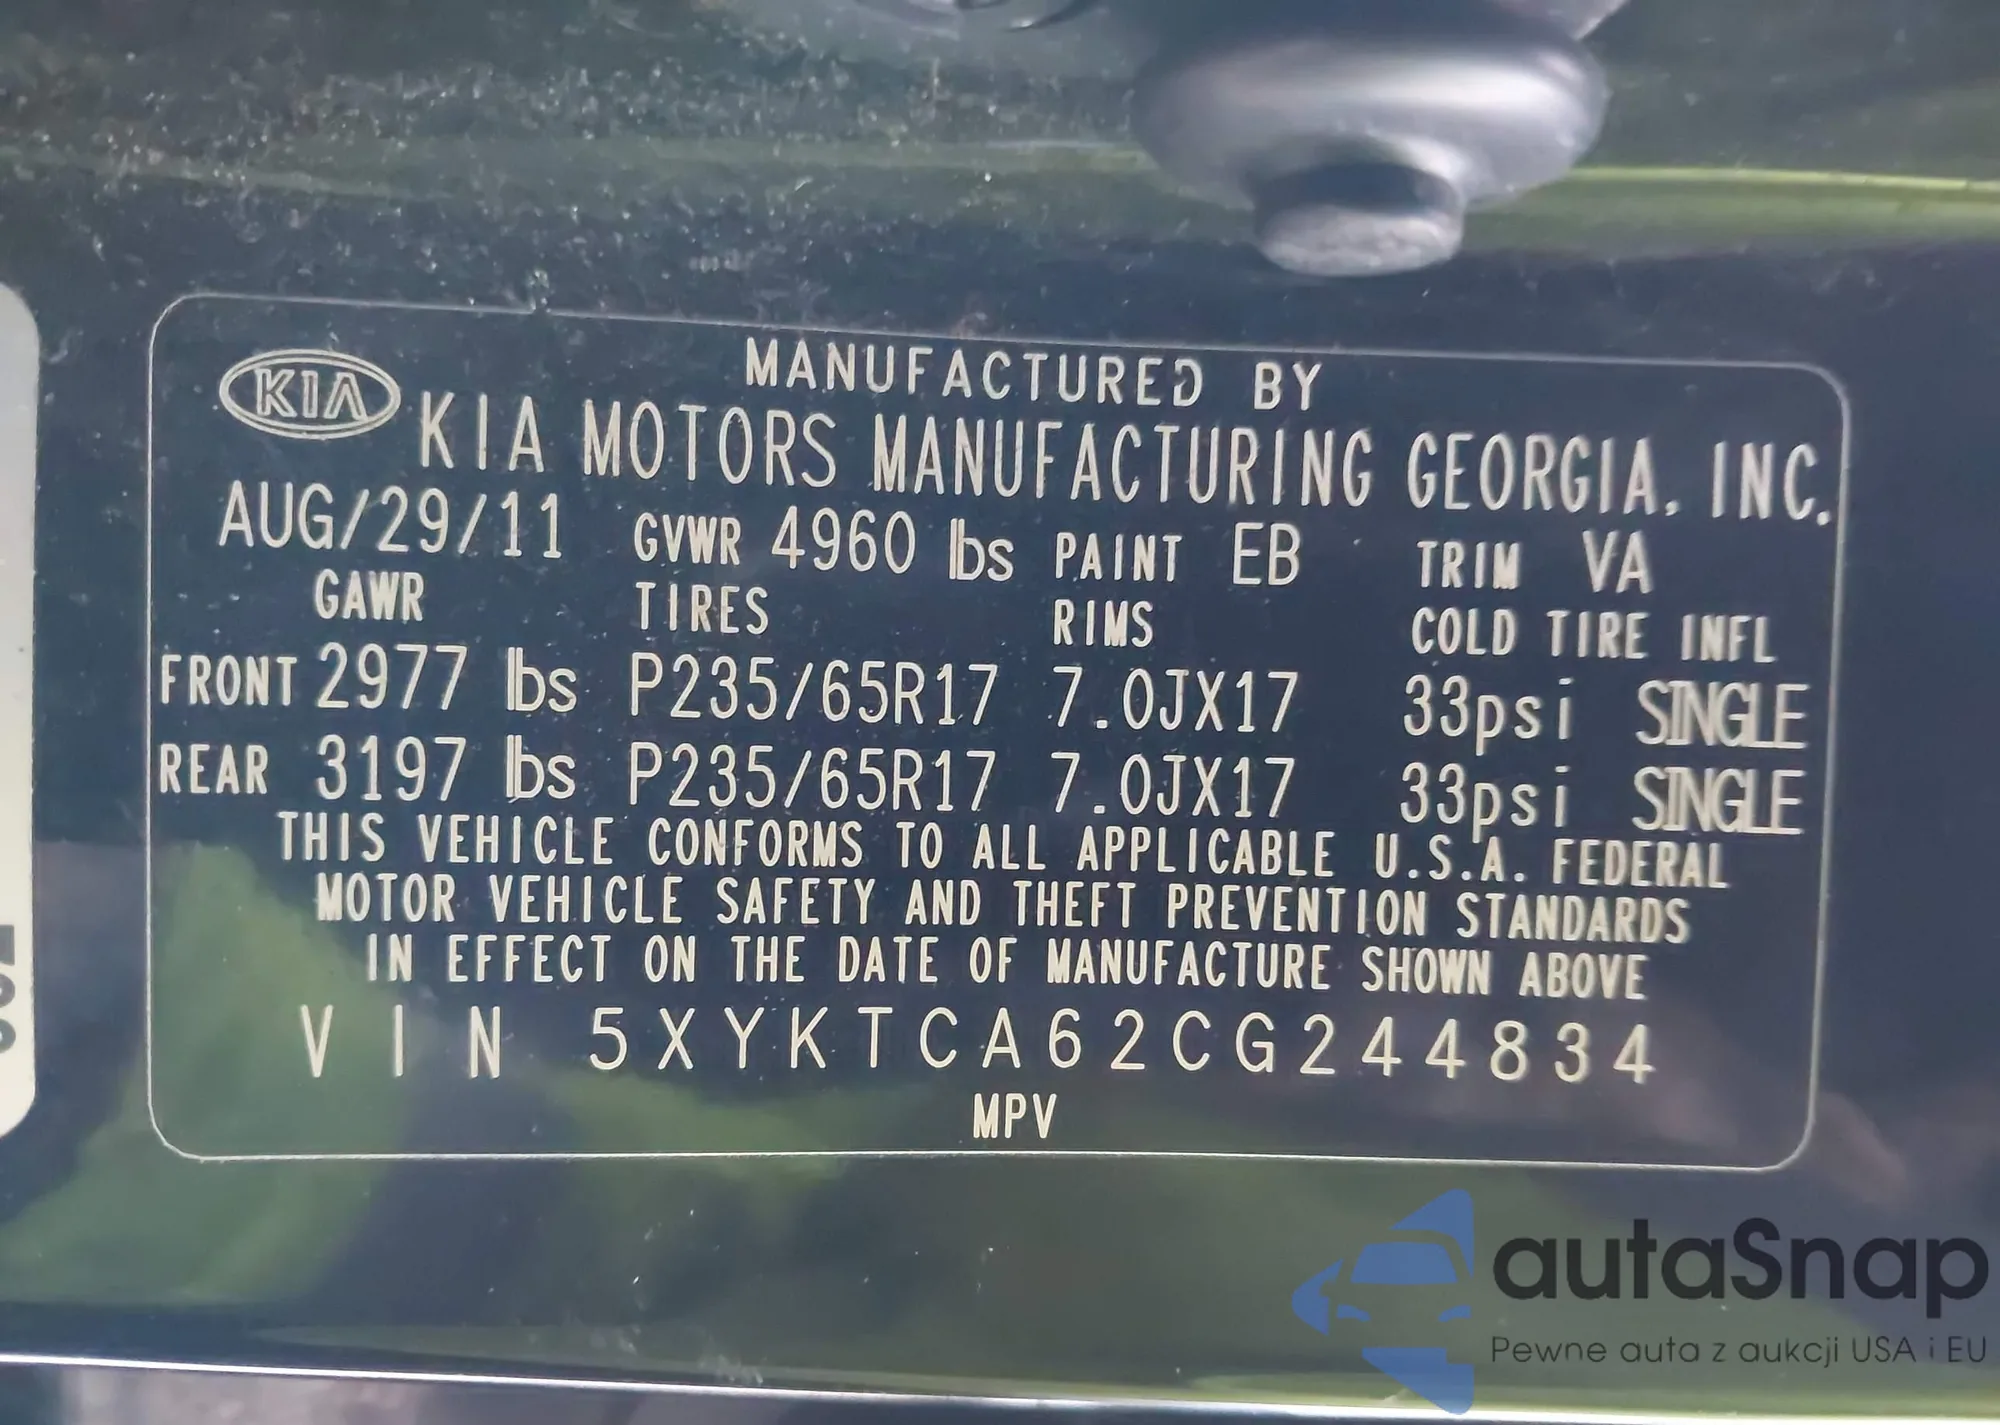 MANUFACTURED BY
KIA KIA MOTORS MANUFACTURING GEORGIA, INC.
AUG/29/11 GVWR 4960 lbs PAINT EB TRIM VA
GAWR TIRES RIMS COLD TIRE INFL
FRONT 2977 lbs P235/65R17 7.0JX17 33psi SINGLE
REAR 3197 lbs P235/65R17 7.0JX17 33psi SINGLE
THIS VEHICLE CONFORMS TO ALL APPLICABLE U.S.A. FEDERAL
MOTOR VEHICLE SAFETY AND THEFT PREVENTION STANDARDS
IN EFFECT ON THE DATE OF MANUFACTURE SHOWN ABOVE
VIN 5XYKTCA62CG244834
MPV
autaSnap
Pewne auta z aukcji USA i EU